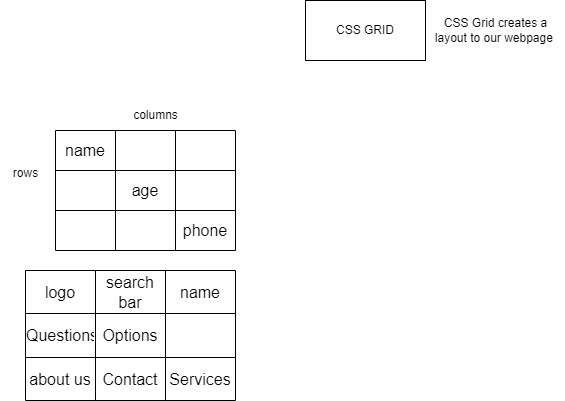 CSS GRID
CSS Grid creates a
layout to our webpage
columns
rows
name
age
phone
logo
search
bar
name
Questions
Options
about us
Contact
Services